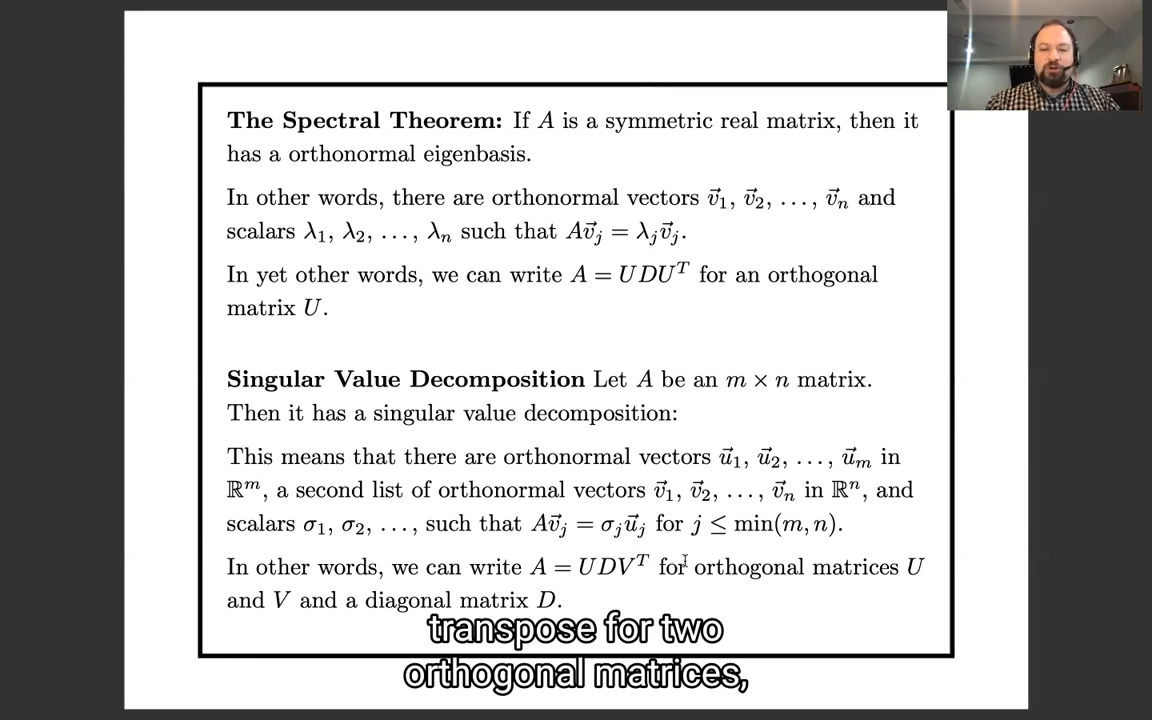 The Spectral Theorem: If A is a symmetric real matrix, then it
has a orthonormal eigenbasis.
In other words, there are orthonormal vectors v⃗₁, v⃗₂, ..., v⃗ₙ and
scalars λ₁, λ₂, ..., λₙ such that Av⃗ⱼ = λⱼv⃗ⱼ.
In yet other words, we can write A = UDUᵀ for an orthogonal
matrix U.
Singular Value Decomposition Let A be an m × n matrix.
Then it has a singular value decomposition:
This means that there are orthonormal vectors u⃗₁, u⃗₂, ..., u⃗ₘ in
ℝᵐ, a second list of orthonormal vectors v⃗₁, v⃗₂, ..., v⃗ₙ in ℝⁿ, and
scalars σ₁, σ₂, ..., such that Av⃗ⱼ = σⱼu⃗ⱼ for j ≤ min(m, n).
In other words, we can write A = UDVᵀ for orthogonal matrices U
and V and a diagonal matrix D.
transpose for two
orthogonal matrices,